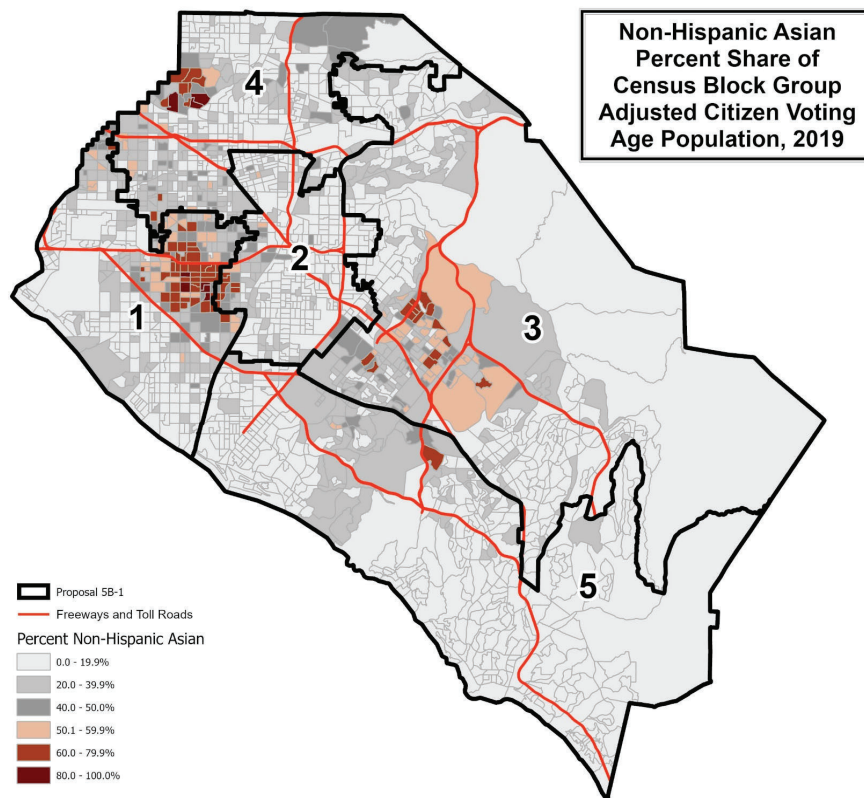 Non-Hispanic Asian
Percent Share of
Census Block Group
Adjusted Citizen Voting
Age Population, 2019
4
2
1
3
5
Proposal 5B-1
Freeways and Toll Roads
Percent Non-Hispanic Asian
0.0 - 19.9%
20.0 - 39.9%
40.0 - 50.0%
50.1 - 59.9%
60.0 - 79.9%
80.0 - 100.0%